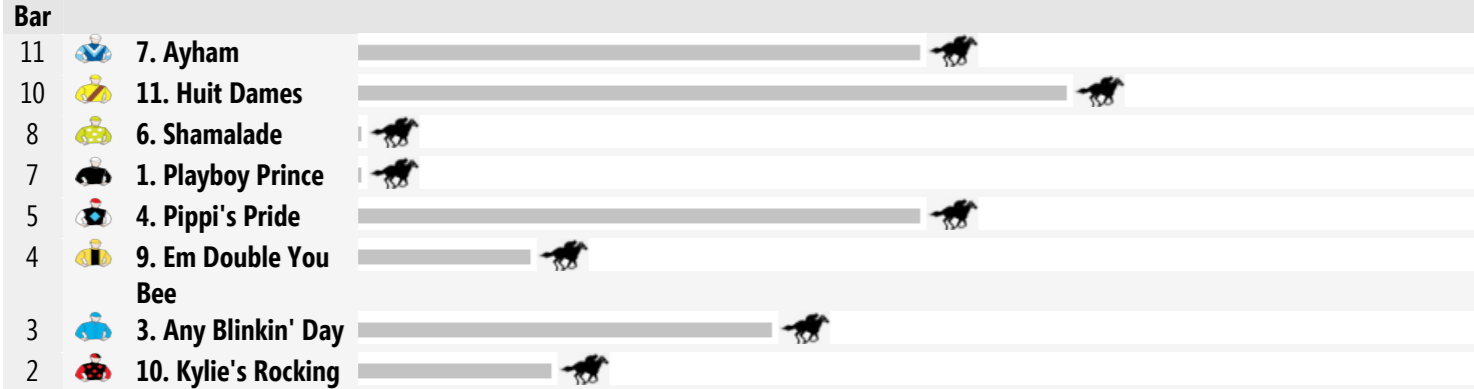 Bar
11 7. Ayham
10 11. Huit Dames
8 6. Shamalade
7 1. Playboy Prince
5 4. Pippi's Pride
4 9. Em Double You
Bee
3 3. Any Blinkin' Day
2 10. Kylie's Rocking